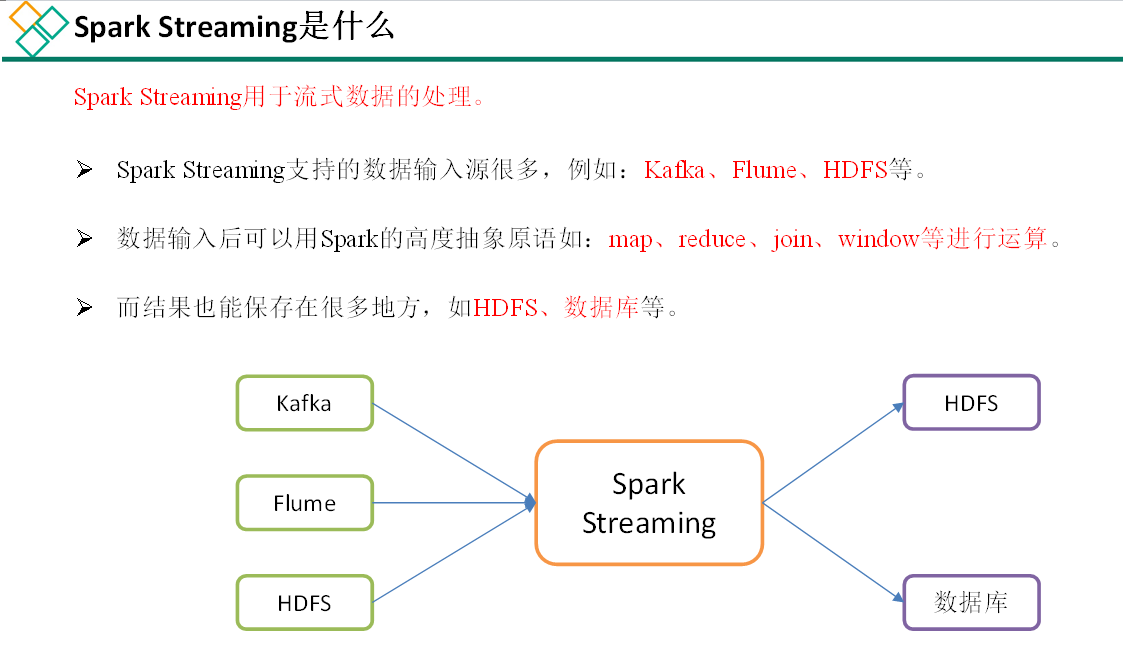 Spark Streaming是什么
Spark Streaming用于流式数据的处理。
➢ Spark Streaming支持的数据输入源很多，例如：Kafka、Flume、HDFS等。
➢ 数据输入后可以用Spark的高度抽象原语如：map、reduce、join、window等进行运算。
➢ 而结果也能保存在很多地方，如HDFS、数据库等。
Kafka
Flume
HDFS
Spark
Streaming
HDFS
数据库